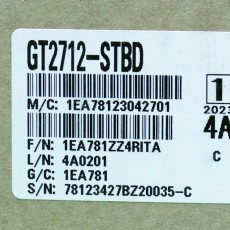 GT2712-STBD
M/C: 1EA78123042701
1
2023
4A
C
F/N: 1EA781ZZ4RITA
L/N: 4A0201
G/C: 1EA781
S/N: 78123427BZ20035-C